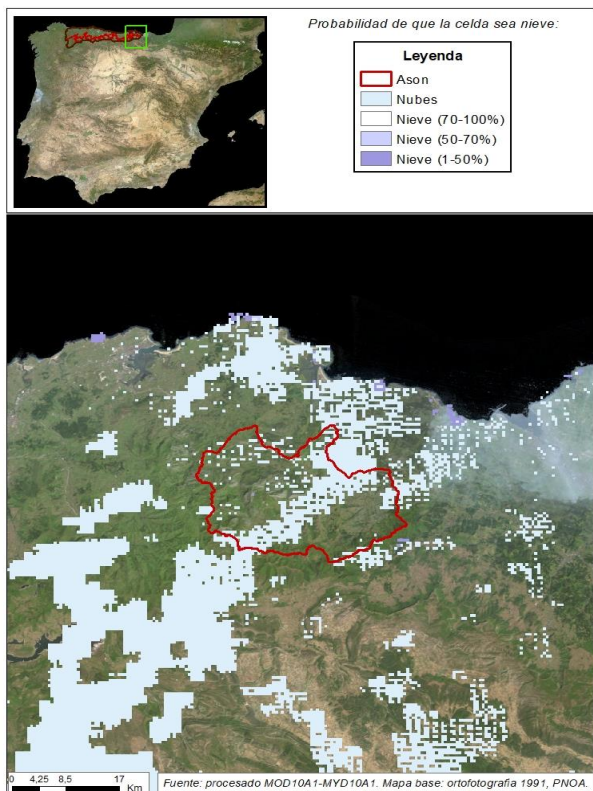 Probabilidad de que la celda sea nieve:
Leyenda
Ason
Nubes
Nieve (70-100%)
Nieve (50-70%)
Nieve (1-50%)
0 4,25 8,5 17
Km
Fuente: procesado MOD10A1-MYD10A1. Mapa base: ortofotografia 1991, PNOA.